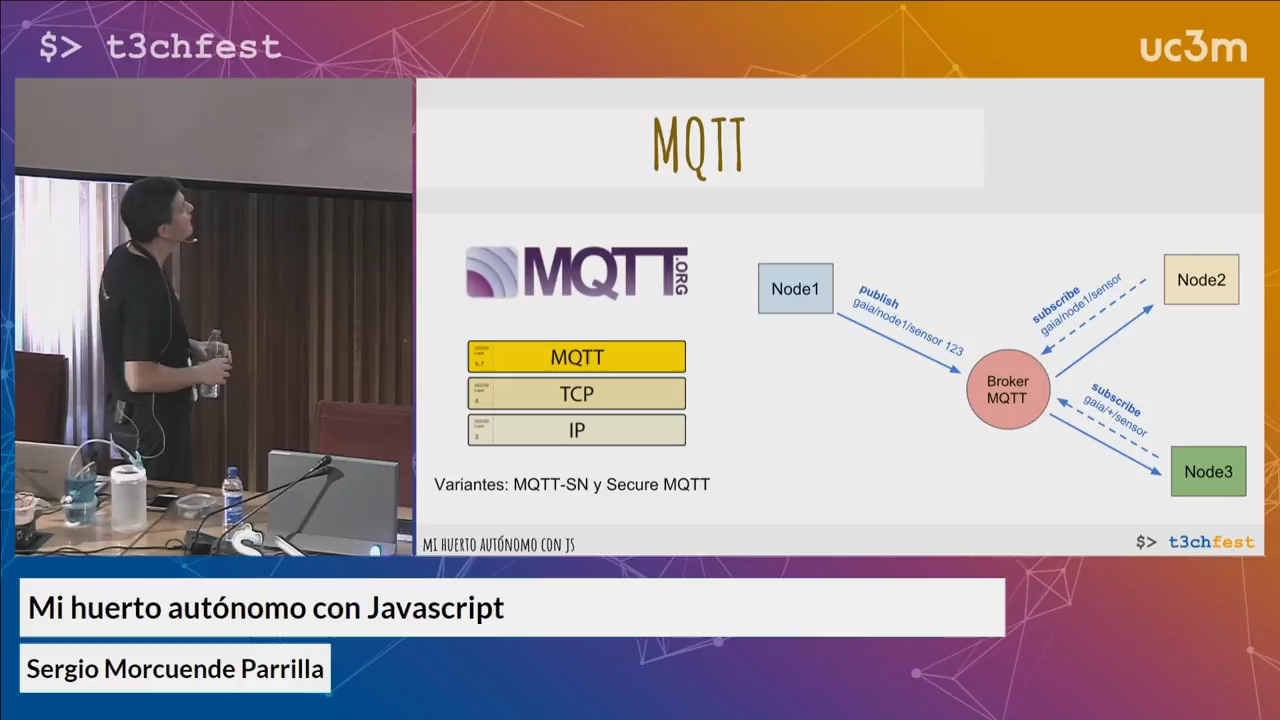 $> t3chfest
uc3m
MQTT
MQTT.ORG
MQTT
4
TCP
3
IP
Variantes: MQTT-SN y Secure MQTT
Node1
publish
gaia/node1/sensor 123
Broker
MQTT
subscribe
gaia/node1/sensor
Node2
subscribe
gaia/+/sensor
Node3
MI HUERTO AUTÓNOMO CON JS
$> t3chfest
Mi huerto autónomo con Javascript
Sergio Morcuende Parrilla